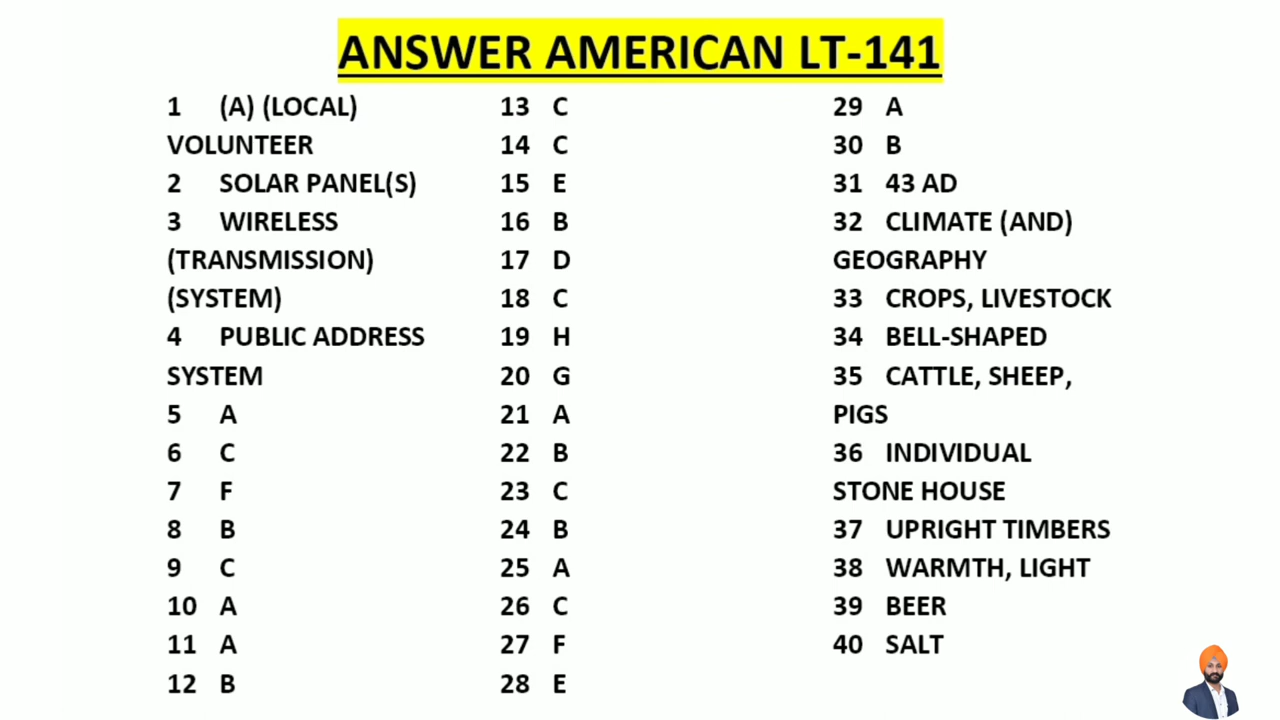 ANSWER AMERICAN LT-141
1 (A) (LOCAL)
VOLUNTEER
2 SOLAR PANEL(S)
3 WIRELESS
(TRANSMISSION)
(SYSTEM)
4 PUBLIC ADDRESS
SYSTEM
5 A
6 C
7 F
8 B
9 C
10 A
11 A
12 B
13 C
14 C
15 E
16 B
17 D
18 C
19 H
20 G
21 A
22 B
23 C
24 B
25 A
26 C
27 F
28 E
29 A
30 B
31 43 AD
32 CLIMATE (AND)
GEOGRAPHY
33 CROPS, LIVESTOCK
34 BELL-SHAPED
35 CATTLE, SHEEP,
PIGS
36 INDIVIDUAL
STONE HOUSE
37 UPRIGHT TIMBERS
38 WARMTH, LIGHT
39 BEER
40 SALT